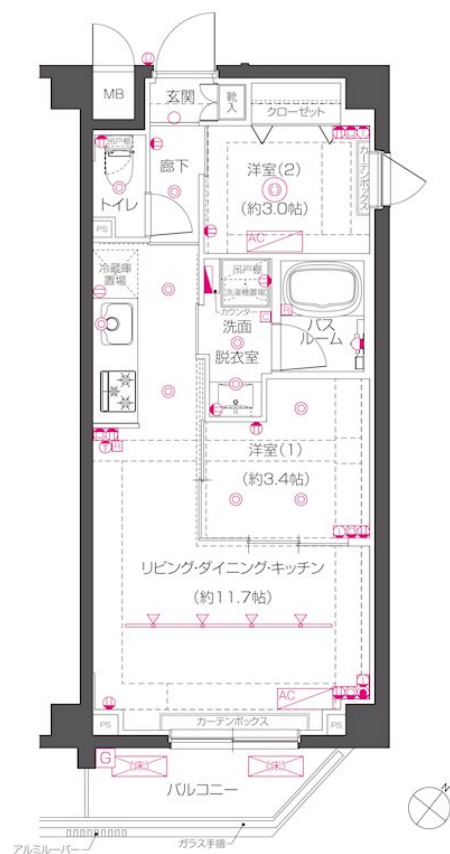 MB
玄関
靴入
クローゼット
吊戸棚
トイレ
廊下
洋室(2)
(約3.0帖)
カーテンボックス
PS
AC
冷蔵庫
置場
吊戸棚
洗濯機置場
カウンター
洗面
脱衣室
バス
ルーム
R
洋室(1)
(約3.4帖)
リビング・ダイニング・キッチン
(約11.7帖)
AC
PS
カーテンボックス
PS
G
バルコニー
N
アルミルーバー
ガラス手摺